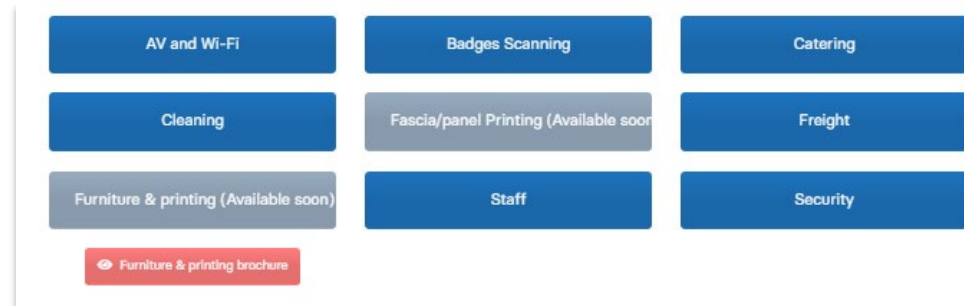 AV and Wi-Fi
Badges Scanning
Catering
Cleaning
Fascia/panel Printing (Available soon
Freight
Furniture & printing (Available soon)
Staff
Security
Furniture & printing brochure